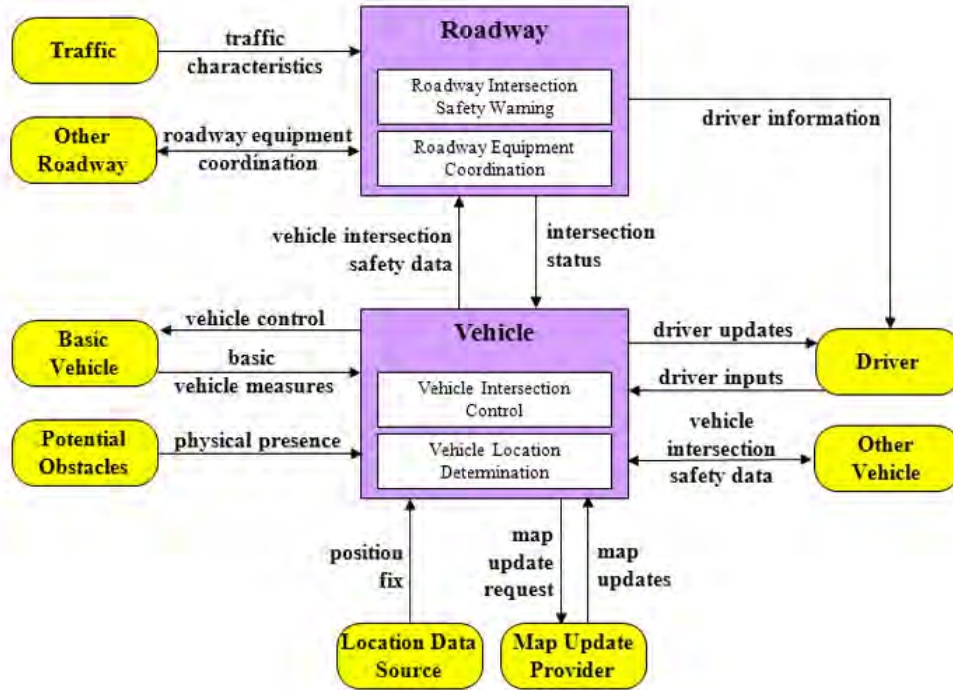 Traffic
traffic
characteristics
Roadway
Roadway Intersection
Safety Warning
Roadway Equipment
Coordination
Other
Roadway
roadway equipment
coordination
driver information
vehicle intersection
safety data
intersection
status
Basic
Vehicle
vehicle control
basic
vehicle measures
Vehicle
Vehicle Intersection
Control
Vehicle Location
Determination
driver updates
driver inputs
Driver
Potential
Obstacles
physical presence
vehicle
intersection
safety data
Other
Vehicle
position
fix
map
update
request
map
updates
Location Data
Source
Map Update
Provider